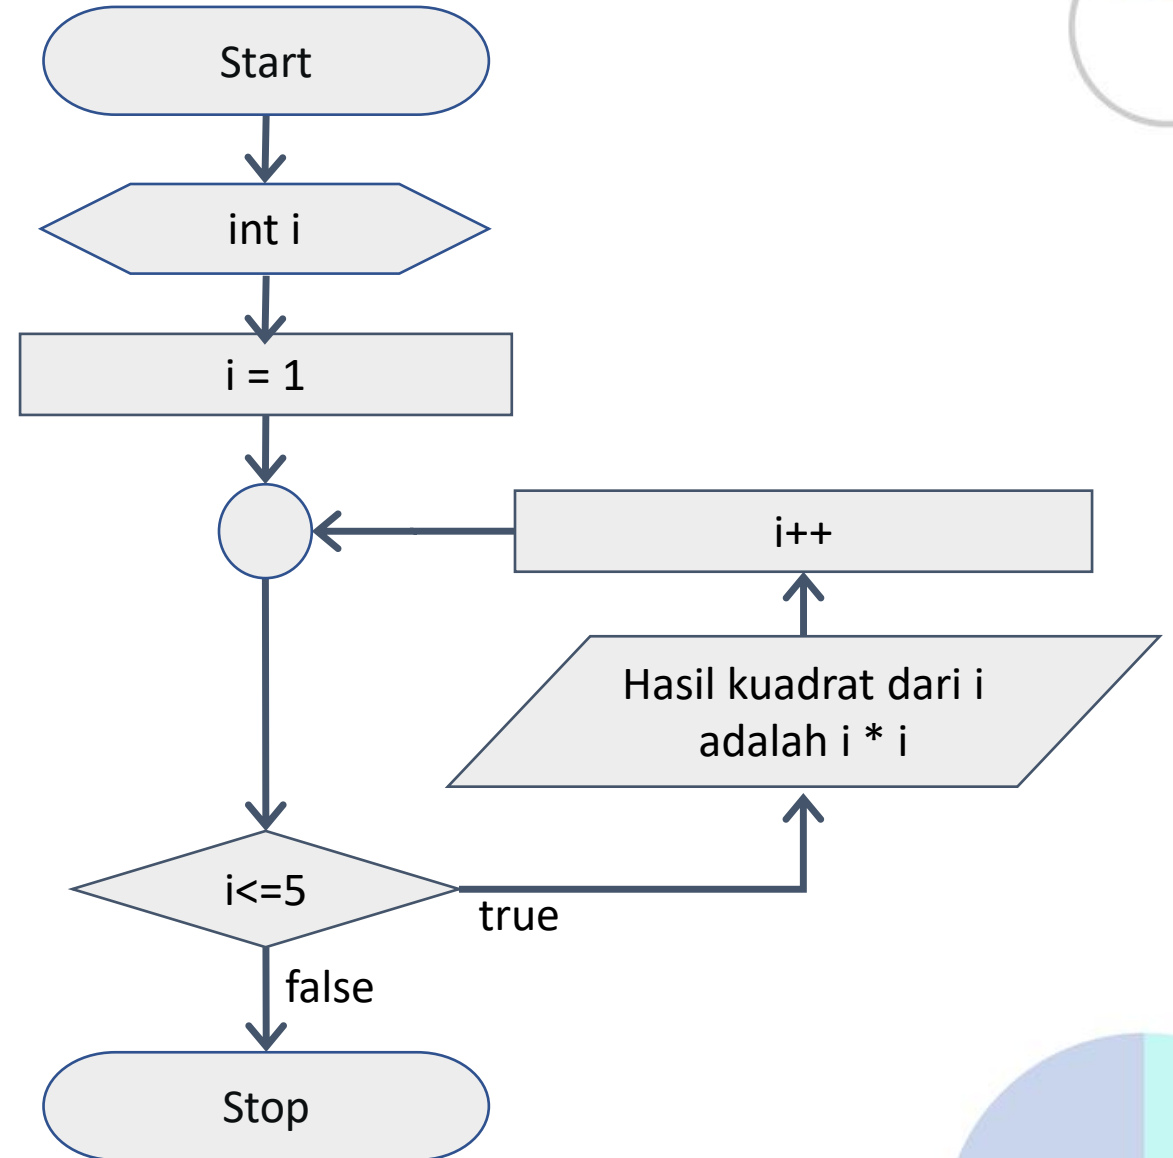 Start
int i
i = 1
i++
Hasil kuadrat dari i
adalah i * i
i<=5
true
false
Stop